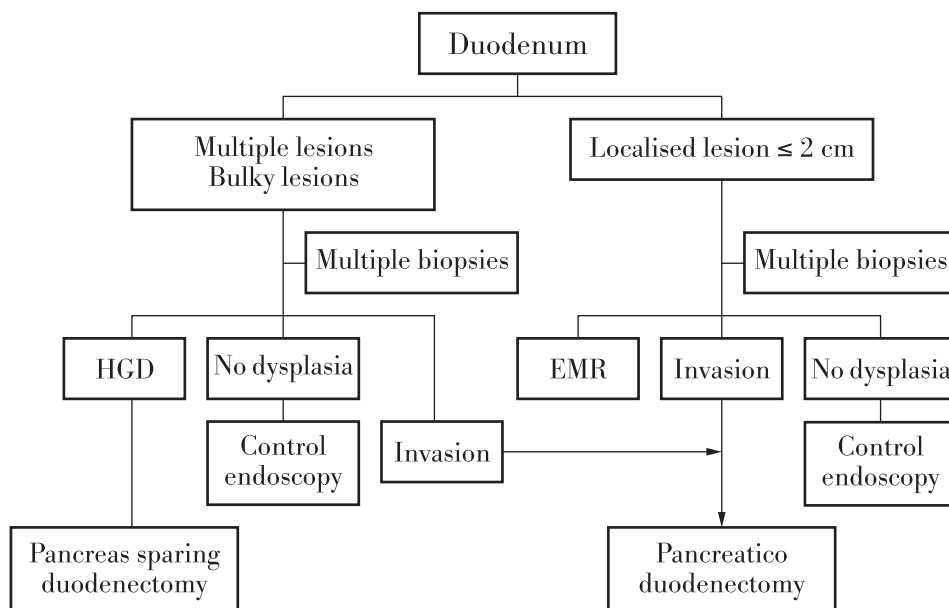 Duodenum
Multiple lesions
Bulky lesions
Localised lesion ≤ 2 cm
Multiple biopsies
Multiple biopsies
HGD
No dysplasia
EMR
Invasion
No dysplasia
Control
endoscopy
Invasion
Control
endoscopy
Pancreas sparing
duodenectomy
Pancreatico
duodenectomy